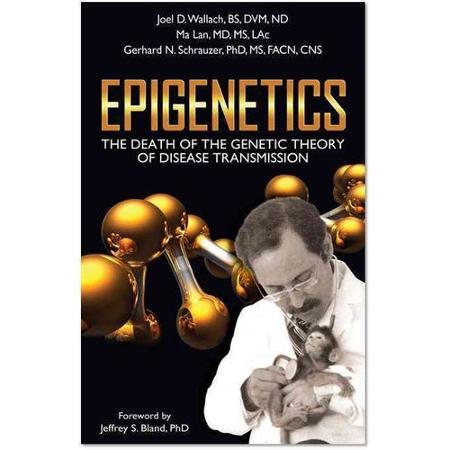 Joel D. Wallach, BS, DVM, ND
Ma Lan, MD, MS, LAc
Gerhard N. Schrauzer, PhD, MS, FACN, CNS
EPIGENETICS
THE DEATH OF THE GENETIC THEORY
OF DISEASE TRANSMISSION
Foreword by
Jeffrey S. Bland, PhD